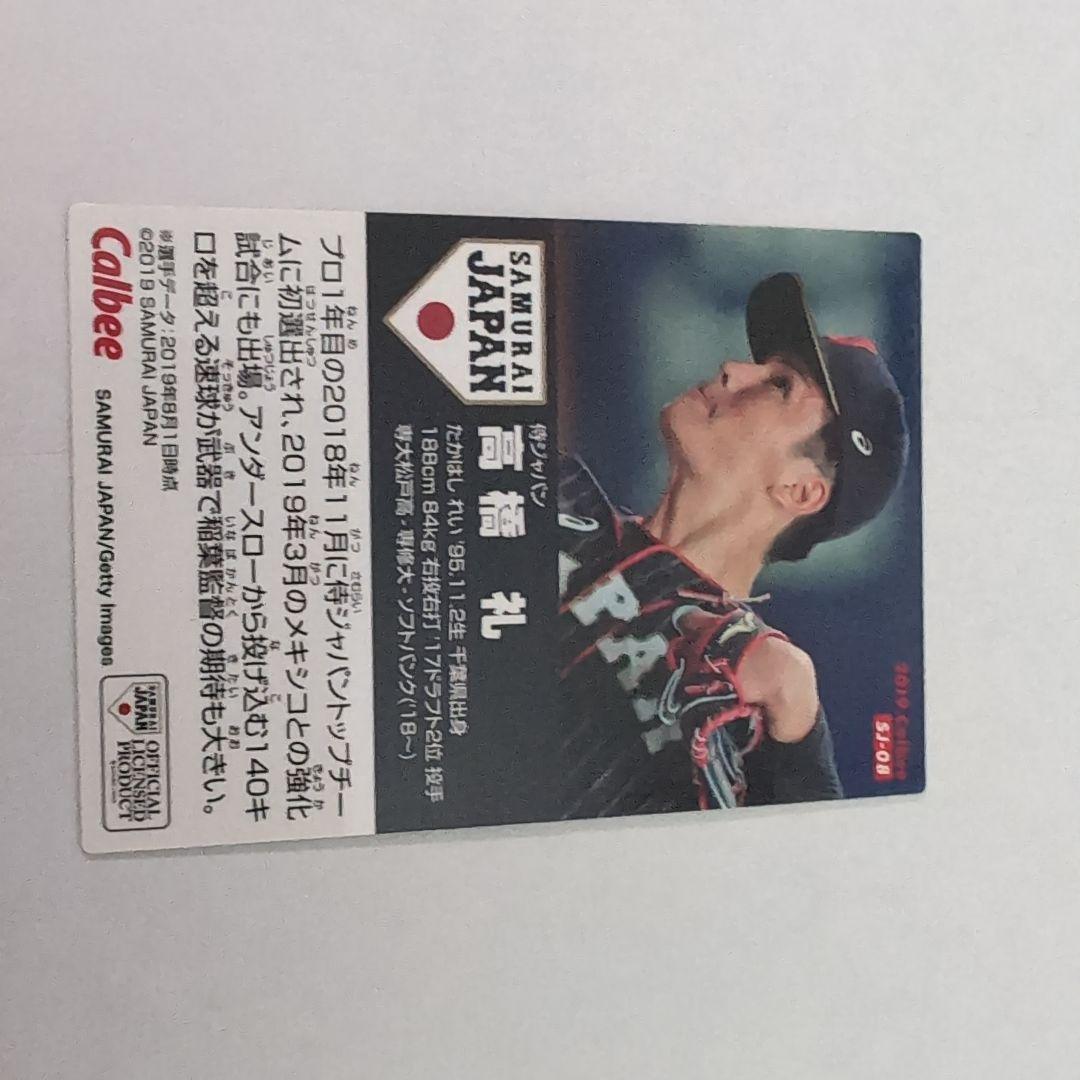 2019 Calbee
SJ-08
JAPAN
SAMURAI
JAPAN
侍ジャパン
高橋 礼
たかはし れい '95.11.2生 千葉県出身
188cm 84kg 右投右打 '17ドラフト2位 投手
専大松戸高-専修大-ソフトバンク('18〜)
プロ1年目の2018年11月に侍ジャパントップチー
ムに初選出され、2019年3月のメキシコとの強化
試合にも出場。アンダースローから投げ込む140キ
ロを超える速球が武器で稲葉監督の期待も大きい。
※選手データ:2019年8月1日時点
©2019 SAMURAI JAPAN
Calbee
SAMURAI JAPAN/Getty Images
SAMURAI
JAPAN
OFFICIAL
LICENSED
PRODUCT